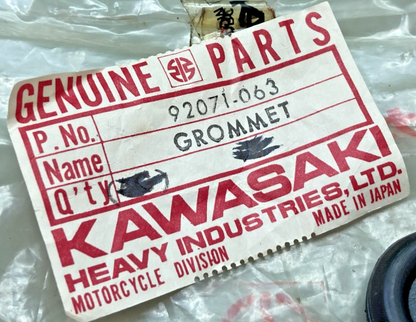 GENUINE PARTS
P. No. 92071-063
Name GROMMET
Q'ty
KAWASAKI
HEAVY INDUSTRIES, LTD.
MOTORCYCLE DIVISION MADE IN JAPAN